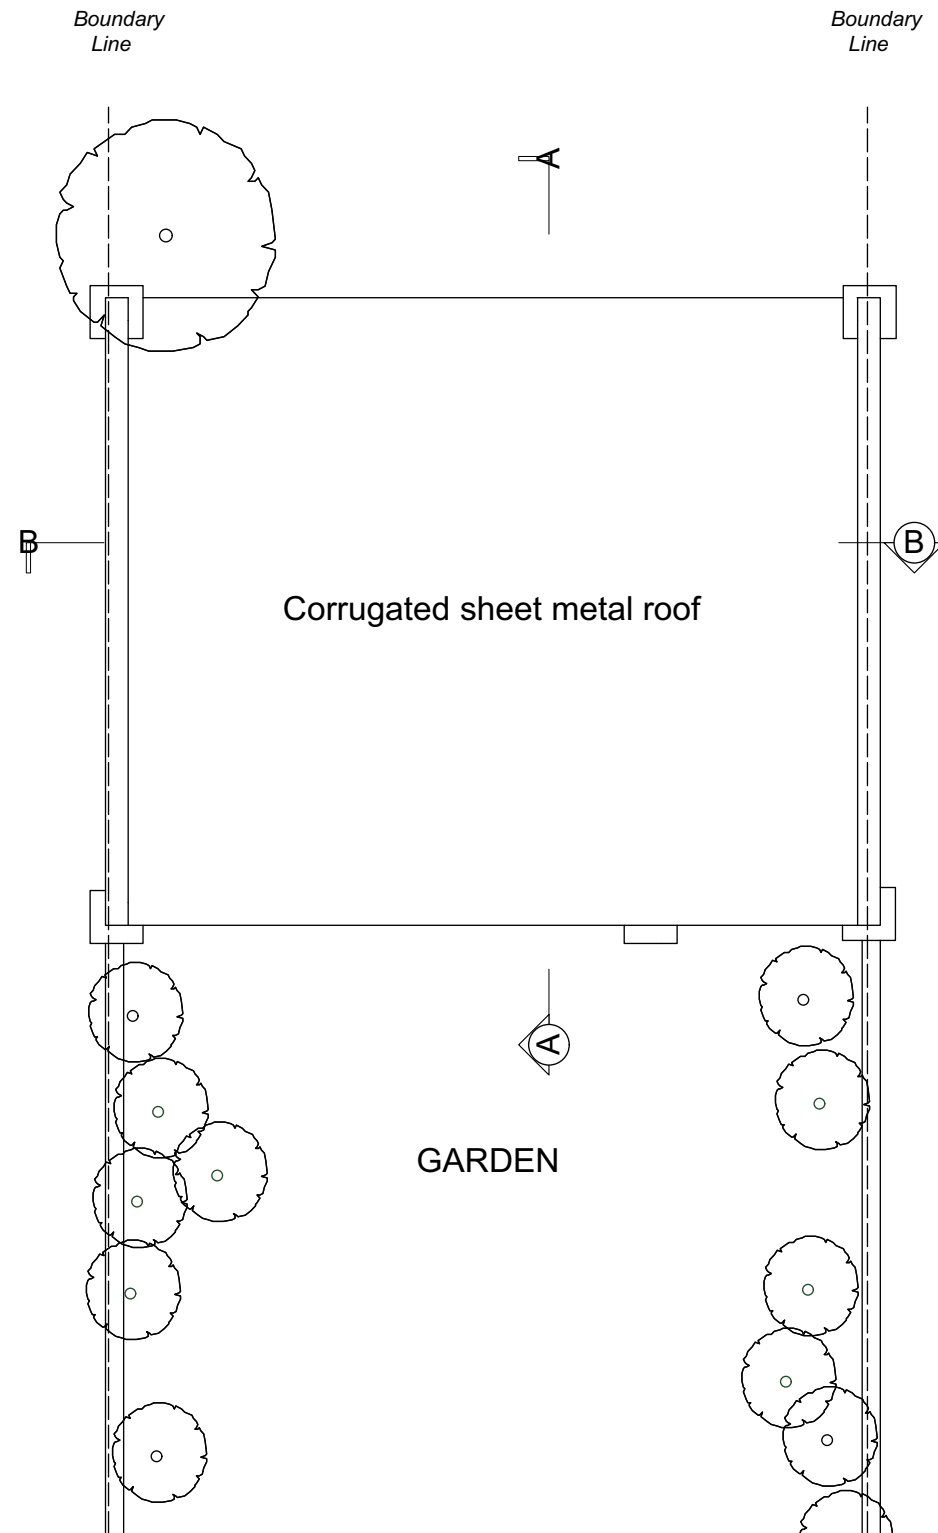 Boundary
Line
Boundary
Line
A
B
B
Corrugated sheet metal roof
A
GARDEN